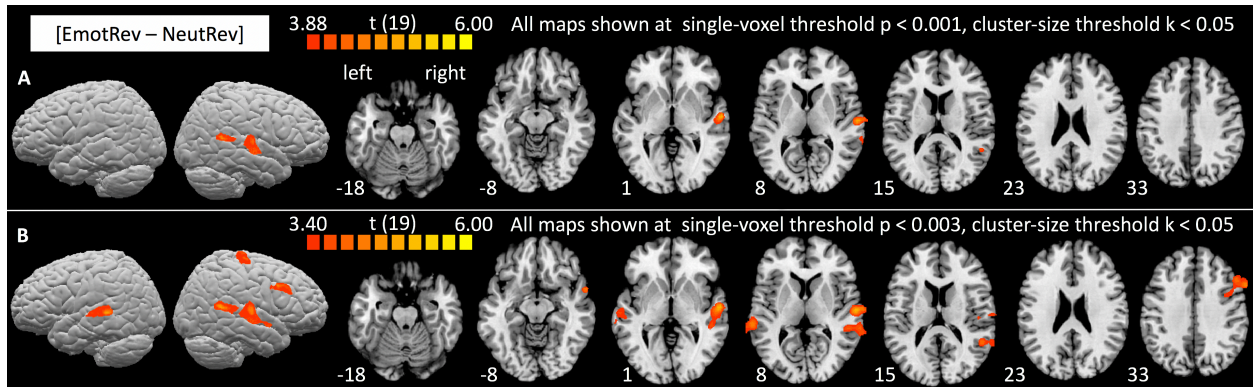 [EmotRev – NeutRev]
3.88 t (19) 6.00
All maps shown at single-voxel threshold p < 0.001, cluster-size threshold k < 0.05
A
left right
-18 -8 1 8 15 23 33
3.40 t (19) 6.00
All maps shown at single-voxel threshold p < 0.003, cluster-size threshold k < 0.05
B
-18 -8 1 8 15 23 33